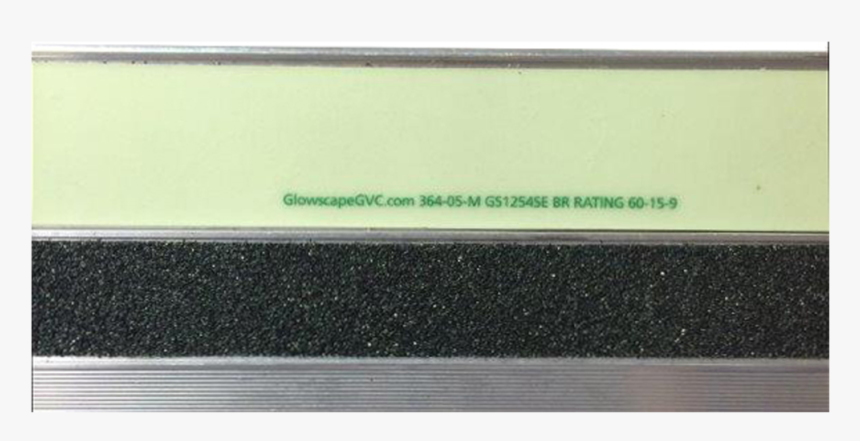 GlowscapeGVC.com 364-05-M GS1254SE BR RATING 60-15-9